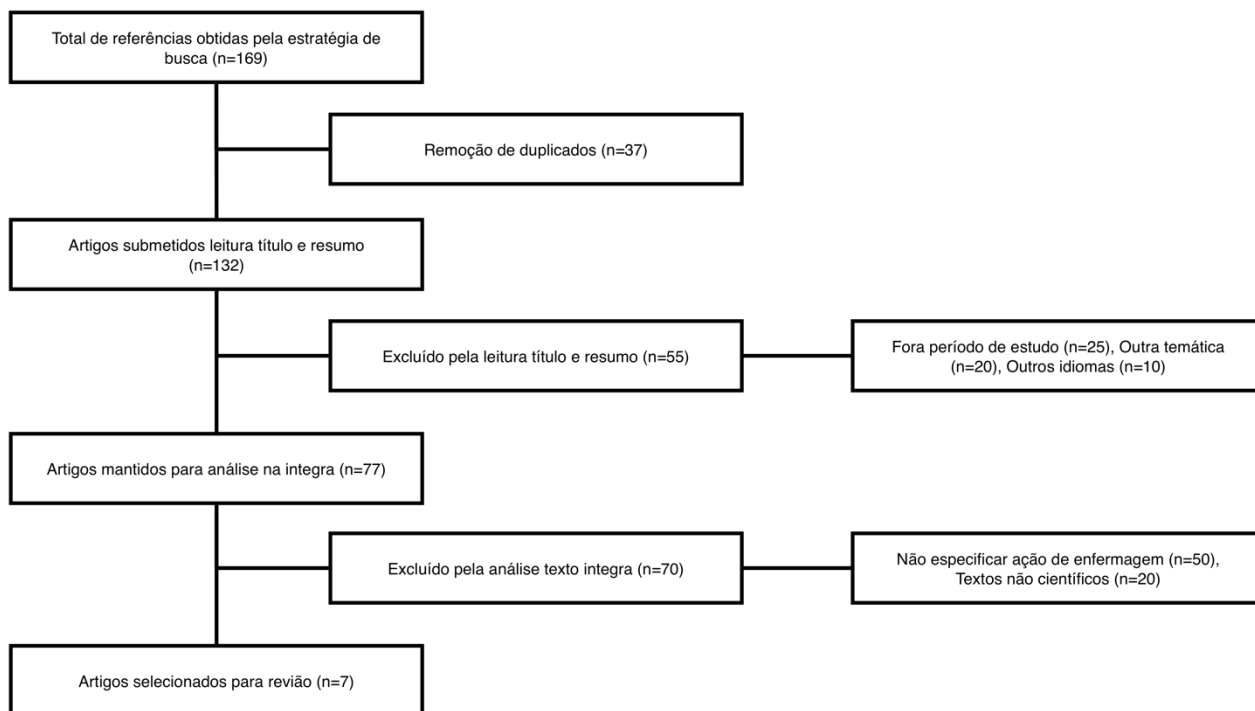 Total de referências obtidas pela estratégia de
busca (n=169)
Remoção de duplicados (n=37)
Artigos submetidos leitura título e resumo
(n=132)
Excluído pela leitura título e resumo (n=55)
Fora período de estudo (n=25), Outra temática
(n=20), Outros idiomas (n=10)
Artigos mantidos para análise na integra (n=77)
Excluído pela análise texto integra (n=70)
Não especificar ação de enfermagem (n=50),
Textos não científicos (n=20)
Artigos selecionados para revião (n=7)